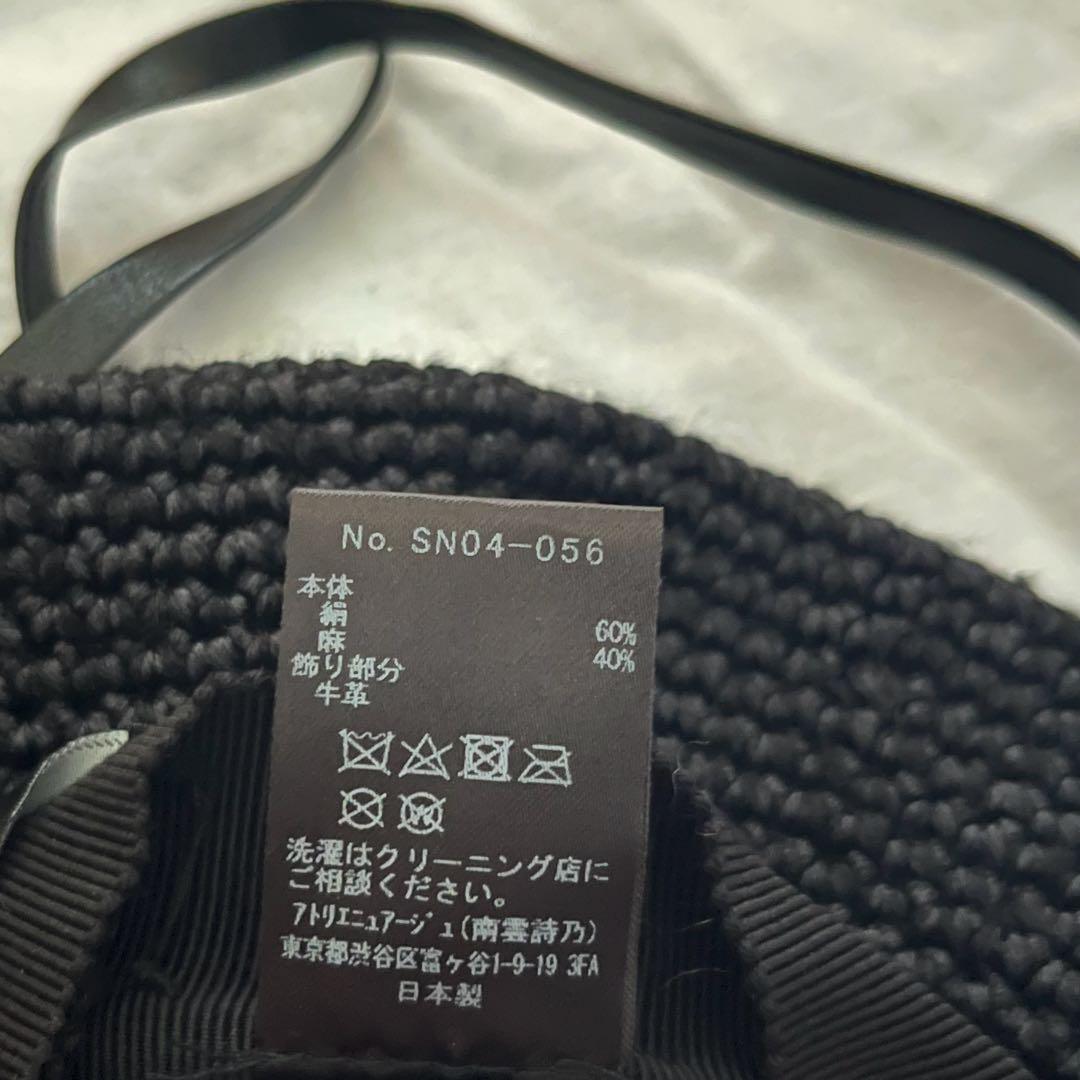 No. SN04-056
本体
絹 60%
麻 40%
飾り部分
牛革
洗濯はクリーニング店に
ご相談ください。
アトリエニュアージュ(南雲詩乃)
東京都渋谷区富ヶ谷1-9-19 3FA
日本製